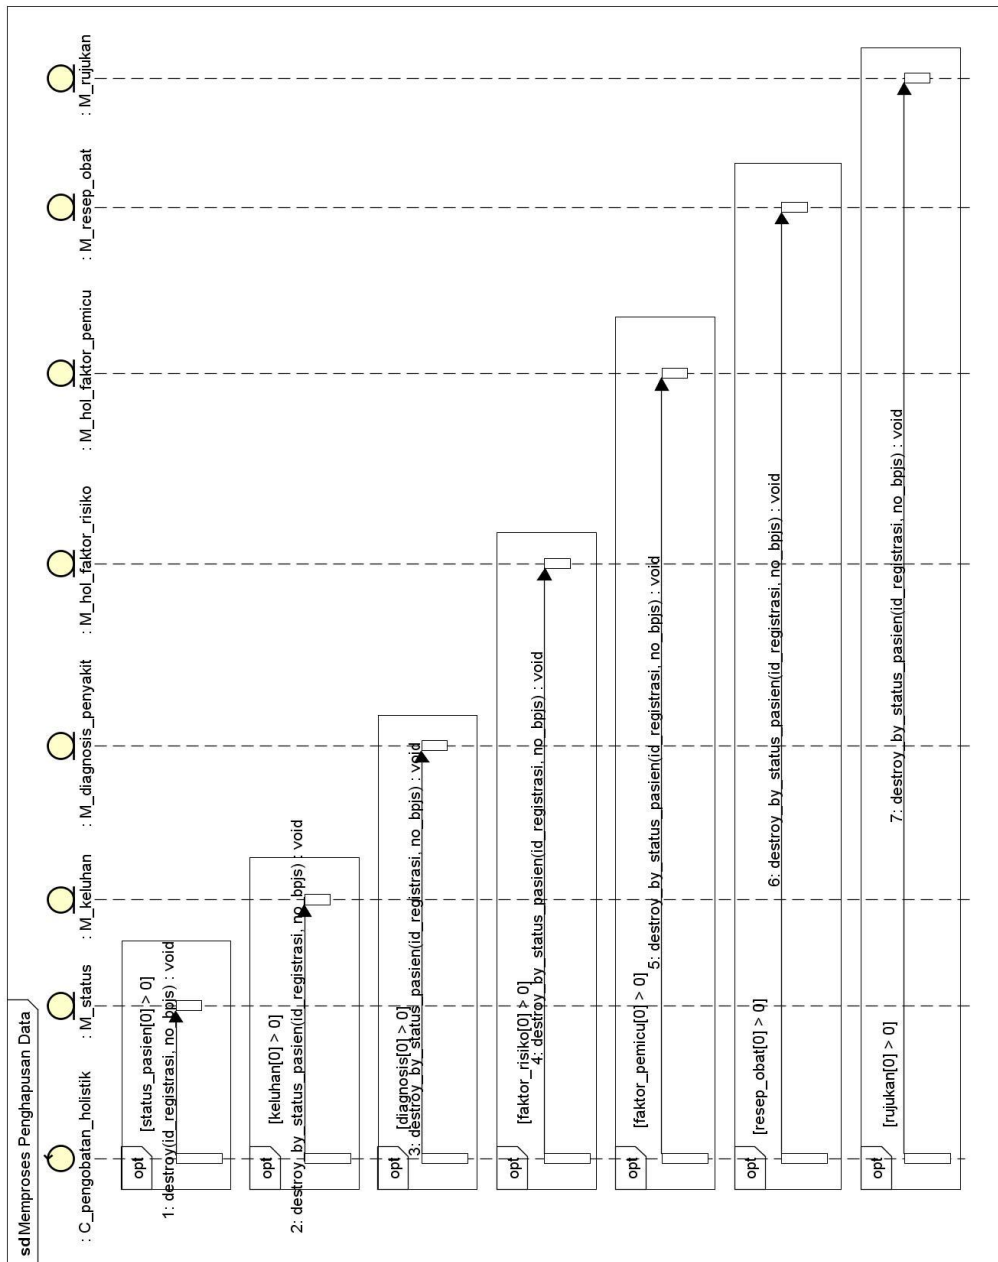 sd Memproses Penghapusan Data
: C_pengobatan_holistik
: M_status
: M_keluhan
: M_diagnosis_penyakit
: M_hol_faktor_risiko
: M_hol_faktor_pemicu
: M_resep_obat
: M_rujukan
opt
[status_pasien[0] > 0]
1: destroy(id_registrasi, no_bpjs) : void
opt
[keluhan[0] > 0]
2: destroy_by_status_pasien(id_registrasi, no_bpjs) : void
opt
[diagnosis[0] > 0]
3: destroy_by_status_pasien(id_registrasi, no_bpjs) : void
opt
[faktor_risiko[0] > 0]
4: destroy_by_status_pasien(id_registrasi, no_bpjs) : void
opt
[faktor_pemicu[0] > 0]
5: destroy_by_status_pasien(id_registrasi, no_bpjs) : void
opt
[resep_obat[0] > 0]
6: destroy_by_status_pasien(id_registrasi, no_bpjs) : void
opt
[rujukan[0] > 0]
7: destroy_by_status_pasien(id_registrasi, no_bpjs) : void